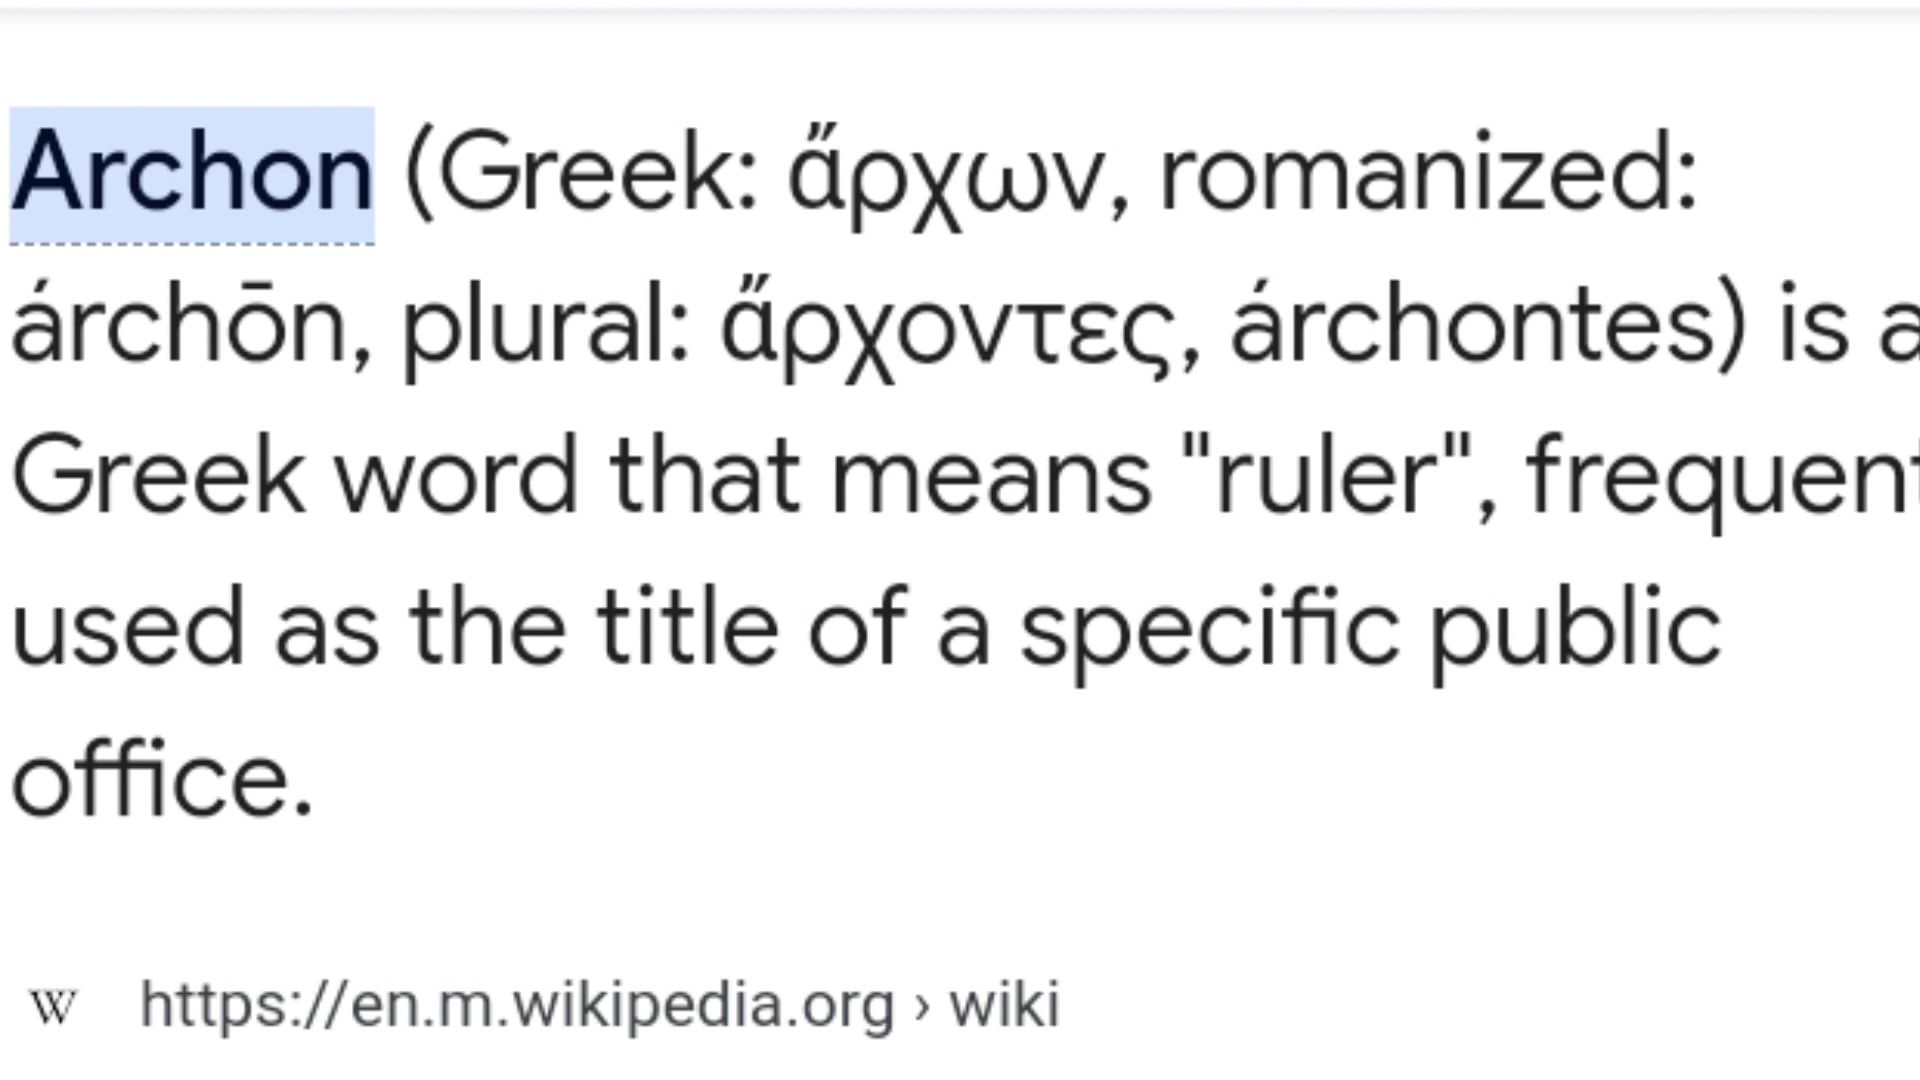 Archon (Greek: ἄρχων, romanized:
árchōn, plural: ἄρχοντες, árchontes) is a
Greek word that means "ruler", frequent
used as the title of a specific public
office.
W https://en.m.wikipedia.org › wiki